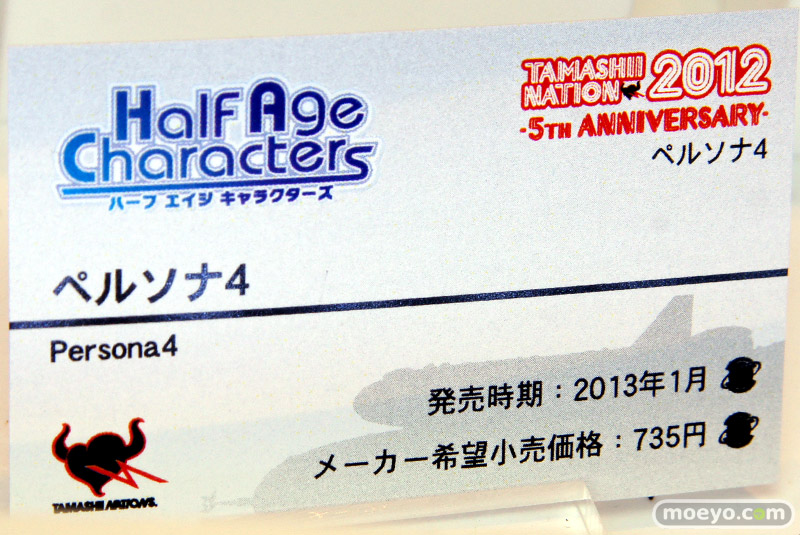 Half Age
Characters
ハーフ エイジ キャラクターズ
TAMASHII
NATION 2012
-5TH ANNIVERSARY-
ペルソナ4
ペルソナ4
Persona4
発売時期：2013年1月
メーカー希望小売価格：735円
TAMASHII NATIONS.
moeyo.com